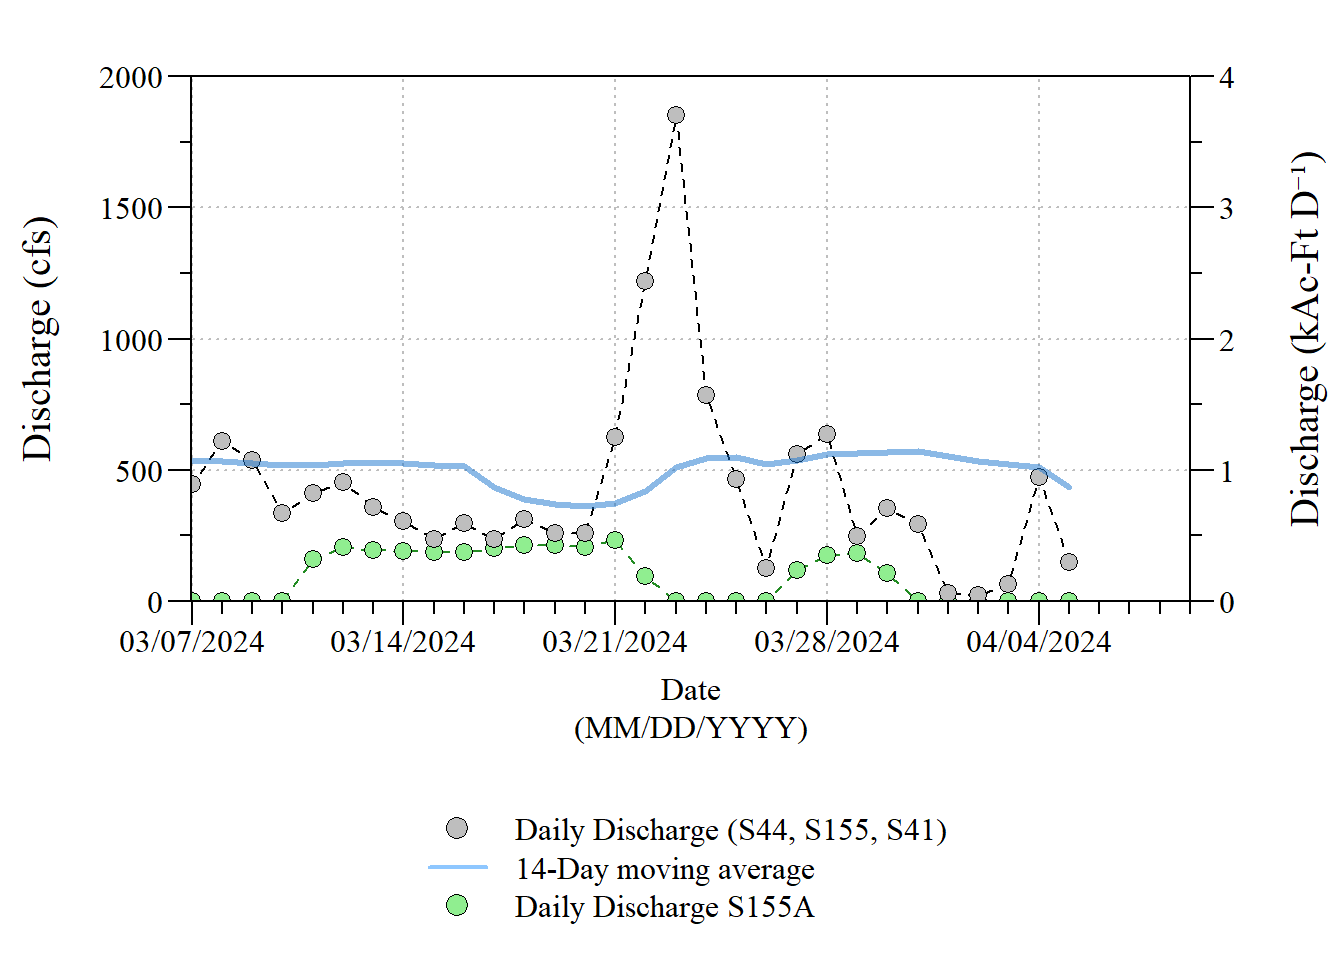 2000
1500
1000
500
0
Discharge (cfs)
4
3
2
1
0
Discharge (kAc-Ft D⁻¹)
03/07/2024 03/14/2024 03/21/2024 03/28/2024 04/04/2024
Date
(MM/DD/YYYY)
Daily Discharge (S44, S155, S41)
14-Day moving average
Daily Discharge S155A